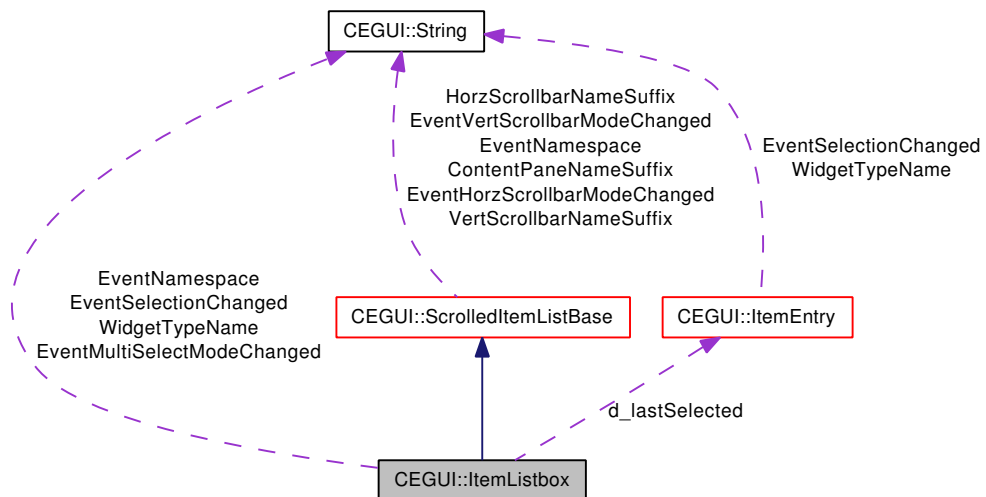 CEGUI::String
HorzScrollbarNameSuffix
EventVertScrollbarModeChanged
EventNamespace
ContentPaneNameSuffix
EventHorzScrollbarModeChanged
VertScrollbarNameSuffix
EventSelectionChanged
WidgetTypeName
EventNamespace
EventSelectionChanged
WidgetTypeName
EventMultiSelectModeChanged
CEGUI::ScrolledItemListBase
CEGUI::ItemEntry
d_lastSelected
CEGUI::ItemListbox